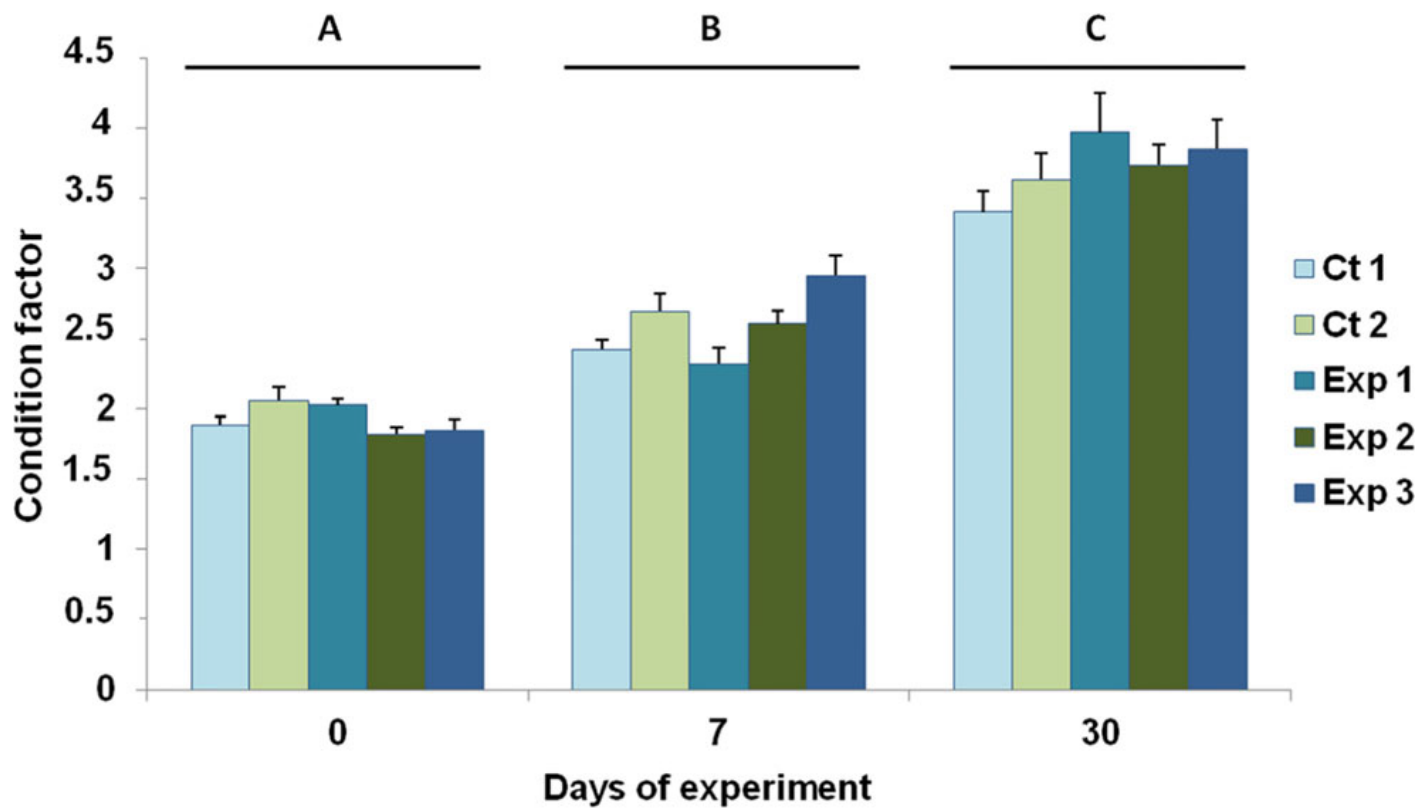 A B C
4.5
4
3.5
3
2.5
2
1.5
1
0.5
0
Condition factor
0 7 30
Days of experiment
Ct 1
Ct 2
Exp 1
Exp 2
Exp 3